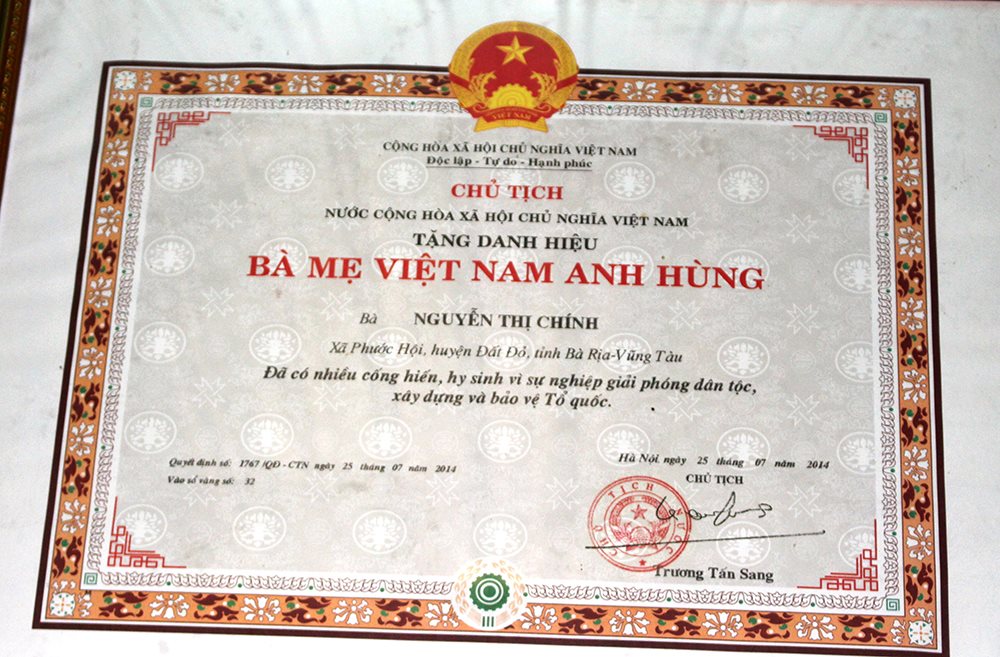 VIỆT NAM
CỘNG HÒA XÃ HỘI CHỦ NGHĨA VIỆT NAM
Độc lập - Tự do - Hạnh phúc
CHỦ TỊCH
NƯỚC CỘNG HÒA XÃ HỘI CHỦ NGHĨA VIỆT NAM
TẶNG DANH HIỆU
BÀ MẸ VIỆT NAM ANH HÙNG
Bà NGUYỄN THỊ CHÍNH
Xã Phước Hội, huyện Đất Đỏ, tỉnh Bà Rịa-Vũng Tàu
Đã có nhiều cống hiến, hy sinh vì sự nghiệp giải phóng dân tộc,
xây dựng và bảo vệ Tổ quốc.
Quyết định số: 1767 /QĐ - CTN ngày 25 tháng 07 năm 2014
Vào sổ vàng số: 32
Hà Nội, ngày 25 tháng 07 năm 2014
CHỦ TỊCH
CHỦ TỊCH NƯỚC
Trương Tấn Sang